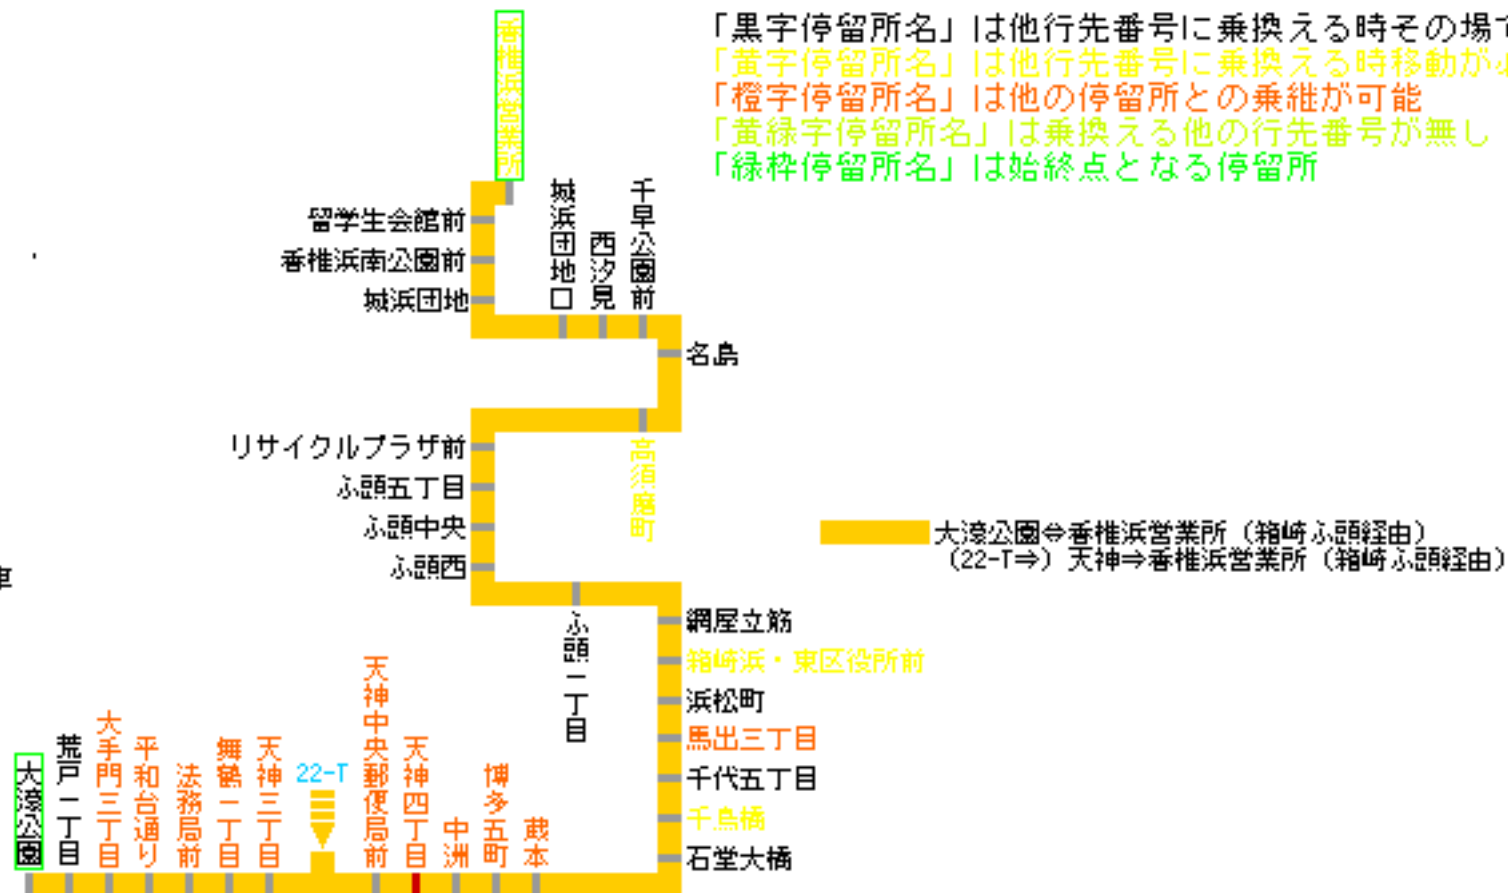 「黒字停留所名」は他行先番号に乗換える時その場で
「黄字停留所名」は他行先番号に乗換える時移動が
「橙字停留所名」は他の停留所との乗継が可能
「黄緑字停留所名」は乗換える他の行先番号が無し
「緑枠停留所名」は始終点となる停留所
香椎浜営業所
留学生会館前
香椎浜南公園前
城浜団地
城浜団地口
西汐見
千早公園前
名島
高須磨町
リサイクルプラザ前
ふ頭五丁目
ふ頭中央
ふ頭西
ふ頭二丁目
大濠公園⇔香椎浜営業所（箱崎ふ頭経由）
（22-T⇒）天神⇒香椎浜営業所（箱崎ふ頭経由）
車
網屋立筋
箱崎浜・東区役所前
浜松町
馬出三丁目
千代五丁目
千鳥橋
石堂大橋
大濠公園
荒戸二丁目
大手門三丁目
平和台通り
法務局前
舞鶴二丁目
天神三丁目
22-T
天神中央郵便局前
天神四丁目
中洲
博多五町
蔵本